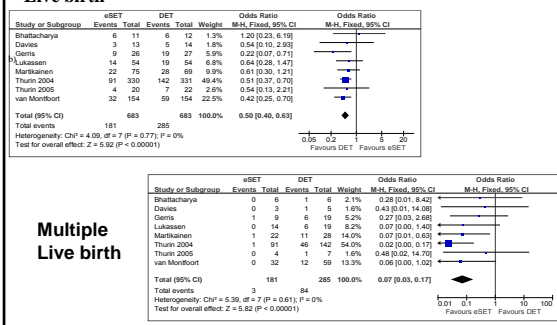 Live birth
eSET DET Odds Ratio Odds Ratio
Study or Subgroup Events Total Events Total Weight M-H, Fixed, 95% CI M-H, Fixed, 95% CI
Bhattacharya 6 11 6 12 1.20 [0.23, 6.19]
Davies 3 13 5 14 0.54 [0.10, 2.93]
b)
Gerris 9 26 19 27 0.22 [0.07, 0.71]
Lukassen 14 54 19 54 0.64 [0.28, 1.47]
Martikainen 22 75 28 69 0.61 [0.30, 1.21]
Thurin 2004 91 330 142 331 0.51 [0.37, 0.70]
Thurin 2005 4 20 7 22 0.54 [0.13, 2.21]
van Montfoort 32 154 59 154 0.42 [0.25, 0.70]
Total (95% CI) 683 683 100.0% 0.50 [0.40, 0.63]
Total events 181 285
Heterogeneity: Chi² = 4.09, df = 7 (P = 0.77); I² = 0%
Test for overall effect: Z = 5.92 (P < 0.00001)
0.05 0.2 1 5 20
Favours DET Favours eSET
Multiple
Live birth
eSET DET Odds Ratio Odds Ratio
Study or Subgroup Events Total Events Total Weight M-H, Fixed, 95% CI M-H, Fixed, 95% CI
Bhattacharya 0 6 1 6 2.1% 0.28 [0.01, 8.42]
Davies 0 3 1 5 1.6% 0.43 [0.01, 14.08]
Gerris 1 9 6 19 5.4% 0.27 [0.03, 2.68]
Lukassen 0 14 6 19 8.3% 0.07 [0.00, 1.40]
Martikainen 1 22 11 28 14.1% 0.07 [0.01, 0.63]
Thurin 2004 1 91 46 142 54.2% 0.02 [0.00, 0.17]
Thurin 2005 0 4 1 7 1.6% 0.48 [0.02, 14.70]
van Montfoort 0 32 12 59 13.4% 0.06 [0.00, 1.02]
Total (95% CI) 181 285 100.0% 0.07 [0.03, 0.17]
Total events 3 84
Heterogeneity: Chi² = 5.39, df = 7 (P = 0.61); I² = 0%
Test for overall effect: Z = 5.82 (P < 0.00001)
0.01 0.1 1 10 100
Favours eSET Favours DET